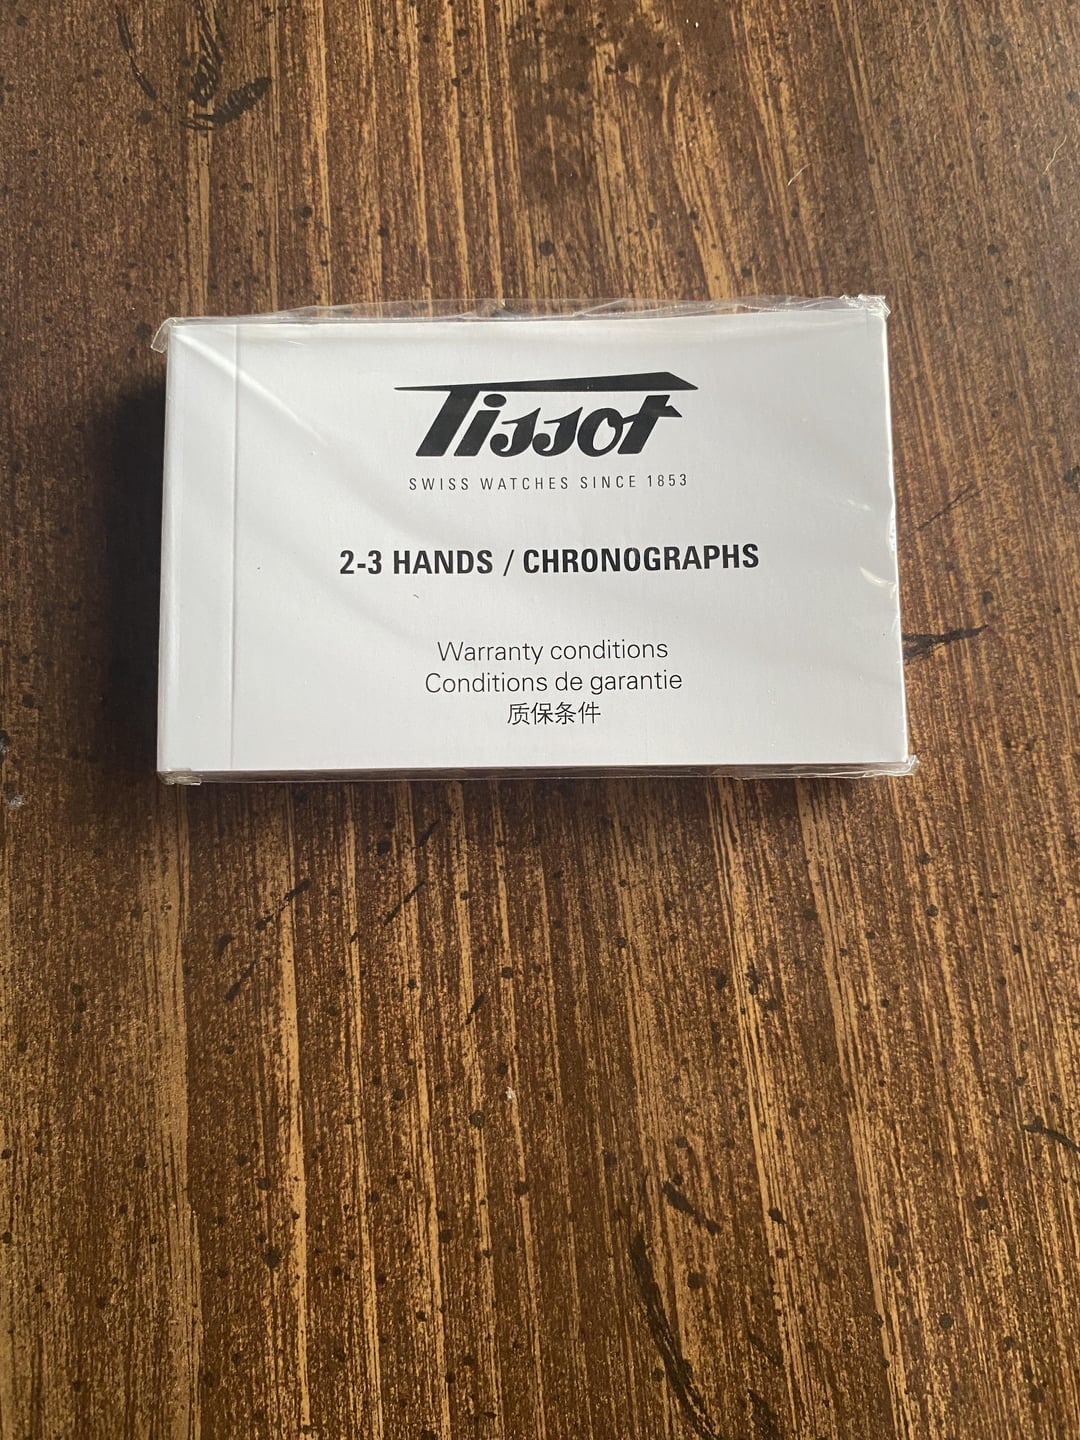 Tissot
SWISS WATCHES SINCE 1853
2-3 HANDS / CHRONOGRAPHS
Warranty conditions
Conditions de garantie
质保条件